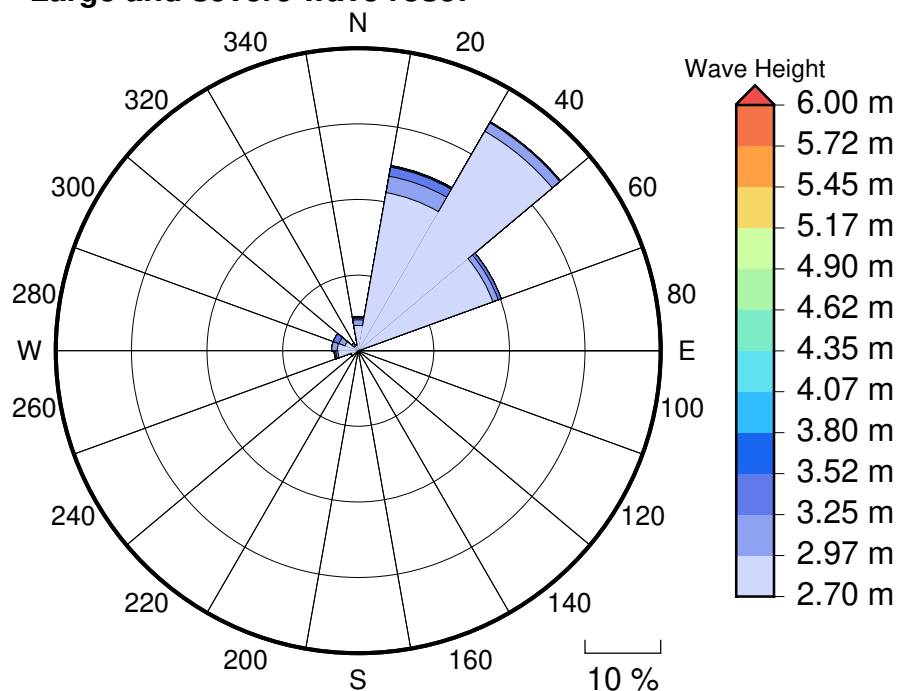 N
20
40
60
80
E
100
120
140
160
S
200
220
240
260
W
280
300
320
340
Wave Height
6.00 m
5.72 m
5.45 m
5.17 m
4.90 m
4.62 m
4.35 m
4.07 m
3.80 m
3.52 m
3.25 m
2.97 m
2.70 m
10 %